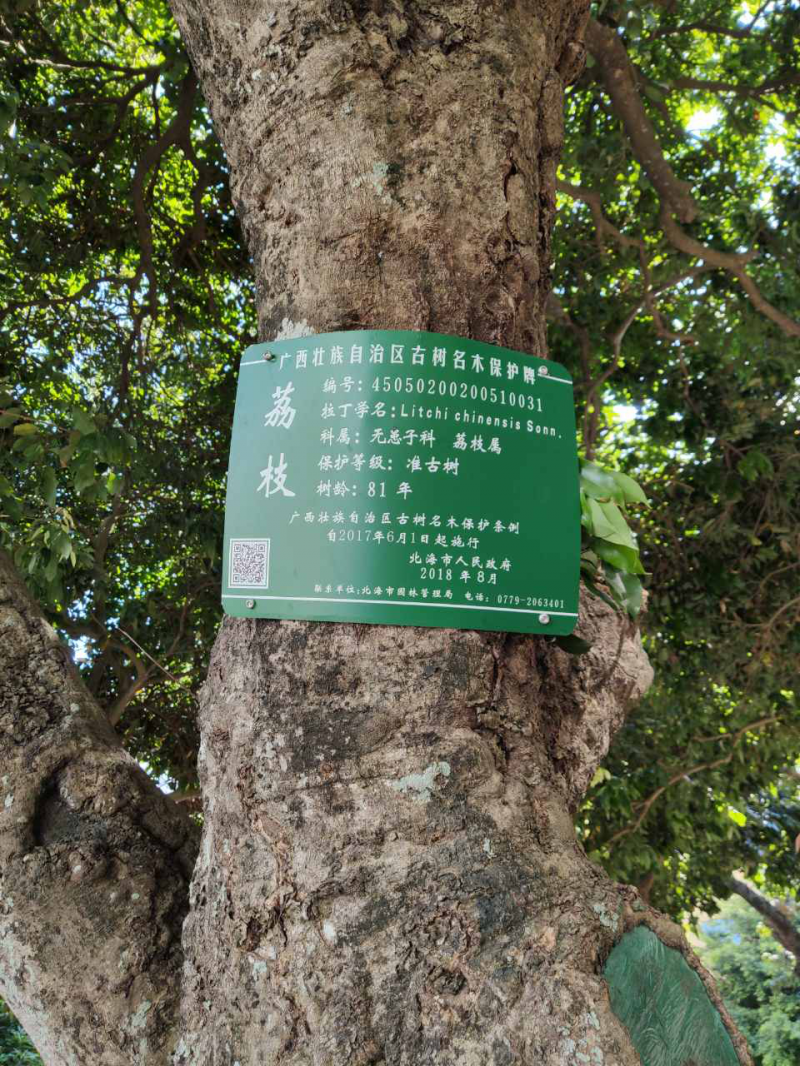 广西壮族自治区古树名木保护牌
荔枝
编号：45050200200510031
拉丁学名：Litchi chinensis Sonn.
科属：无恙子科 荔枝属
保护等级：准古树
树龄：81 年
广西壮族自治区古树名木保护条例
自2017年6月1日起施行
北海市人民政府
2018 年 8月
联系单位：北海市园林管理局 电话：0779-2063401